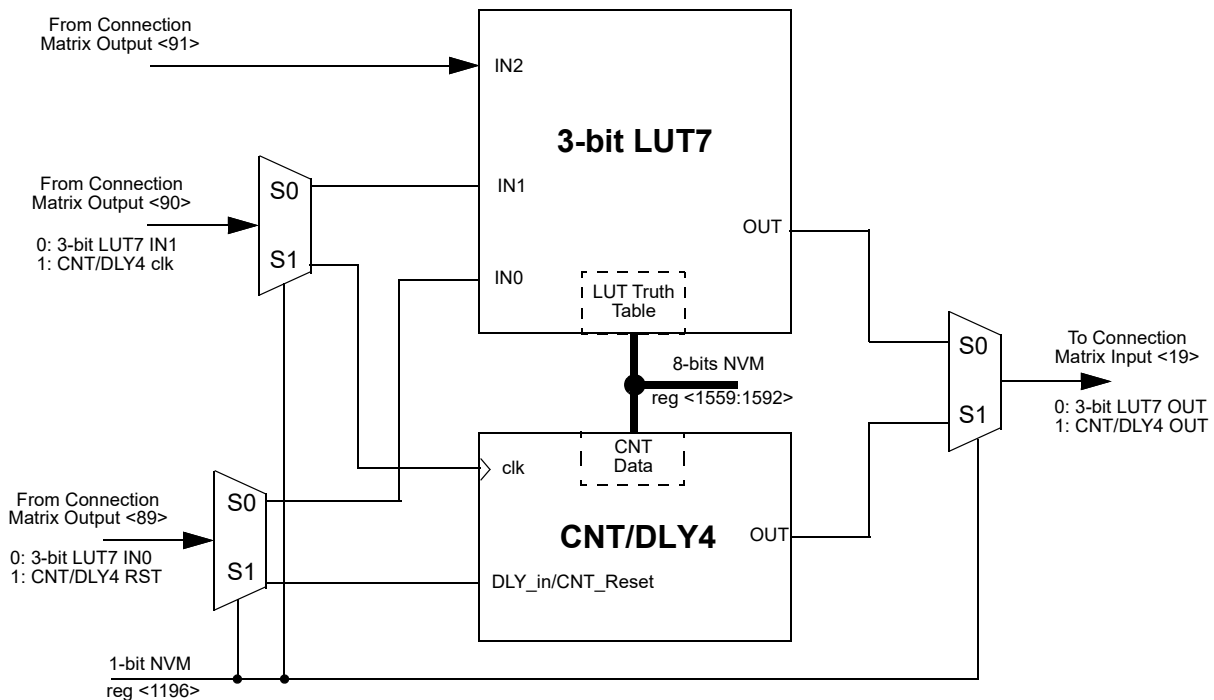 From Connection
Matrix Output <91>
IN2
3-bit LUT7
From Connection
Matrix Output <90>
0: 3-bit LUT7 IN1
1: CNT/DLY4 clk
S0
S1
IN1
IN0
OUT
LUT Truth
Table
8-bits NVM
reg <1559:1592>
S0
S1
To Connection
Matrix Input <19>
0: 3-bit LUT7 OUT
1: CNT/DLY4 OUT
CNT
Data
clk
CNT/DLY4
OUT
DLY_in/CNT_Reset
From Connection
Matrix Output <89>
0: 3-bit LUT7 IN0
1: CNT/DLY4 RST
S0
S1
1-bit NVM
reg <1196>